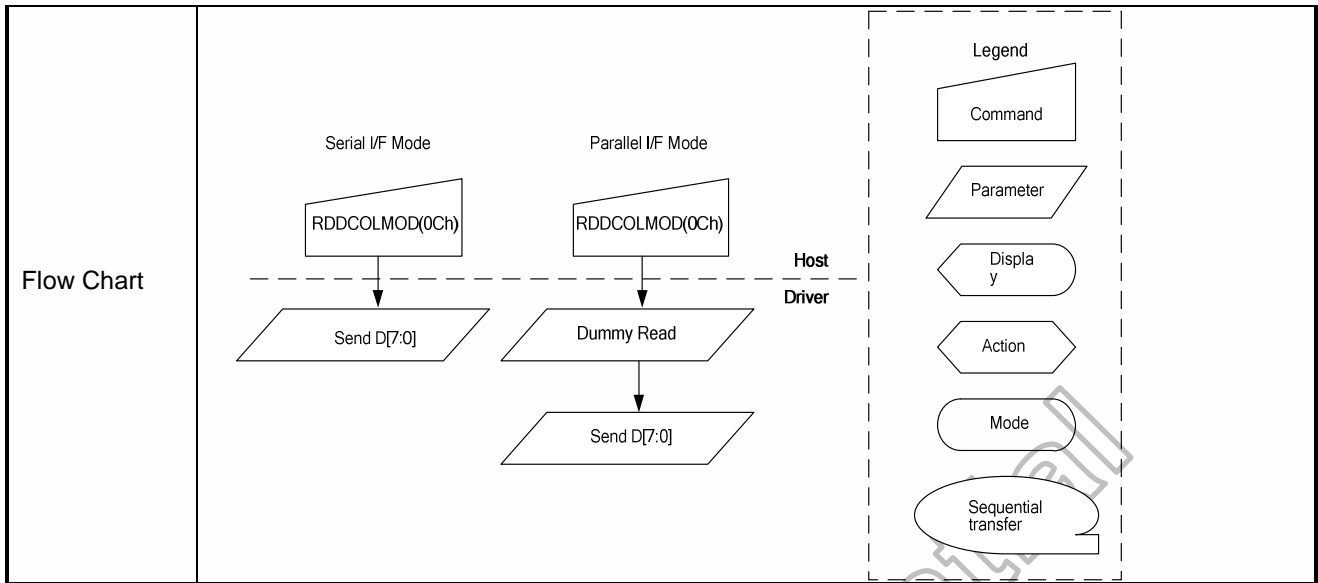 Flow Chart
Serial I/F Mode
Parallel I/F Mode
RDDCOLMOD(0Ch)
RDDCOLMOD(0Ch)
Host
Driver
Send D[7:0]
Dummy Read
Send D[7:0]
Legend
Command
Parameter
Displa
y
Action
Mode
Sequential
transfer